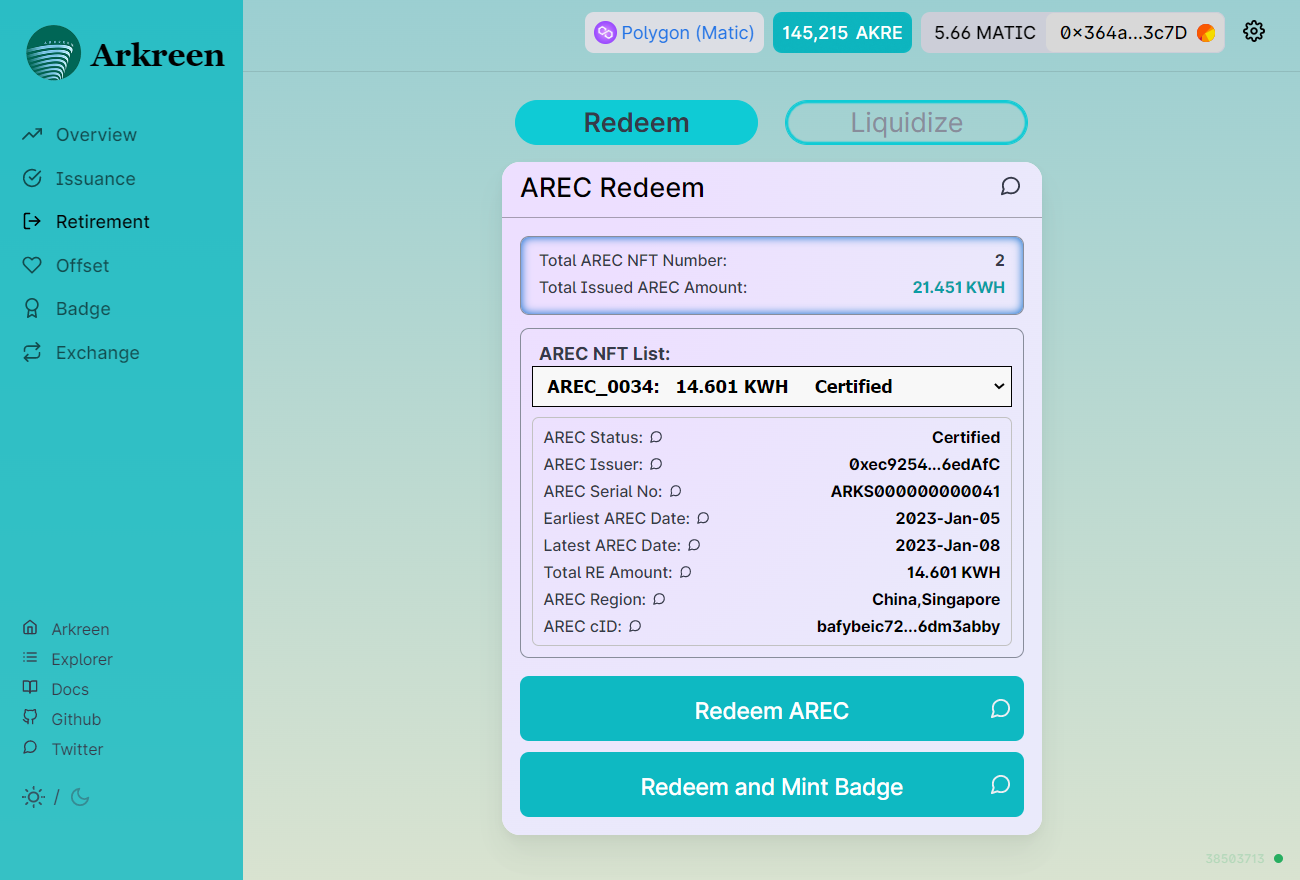 Arkreen
Polygon (Matic)
145,215 AKRE
5.66 MATIC
0×364a...3c7D
Overview
Issuance
Retirement
Offset
Badge
Exchange
Arkreen
Explorer
Docs
Github
Twitter
/
Redeem
Liquidize
AREC Redeem
Total AREC NFT Number: 2
Total Issued AREC Amount: 21.451 KWH
AREC NFT List:
AREC_0034: 14.601 KWH Certified
AREC Status: Certified
AREC Issuer: 0xec9254...6edAfC
AREC Serial No: ARKS000000000041
Earliest AREC Date: 2023-Jan-05
Latest AREC Date: 2023-Jan-08
Total RE Amount: 14.601 KWH
AREC Region: China,Singapore
AREC cID: bafybeic72...6dm3abby
Redeem AREC
Redeem and Mint Badge
38503713